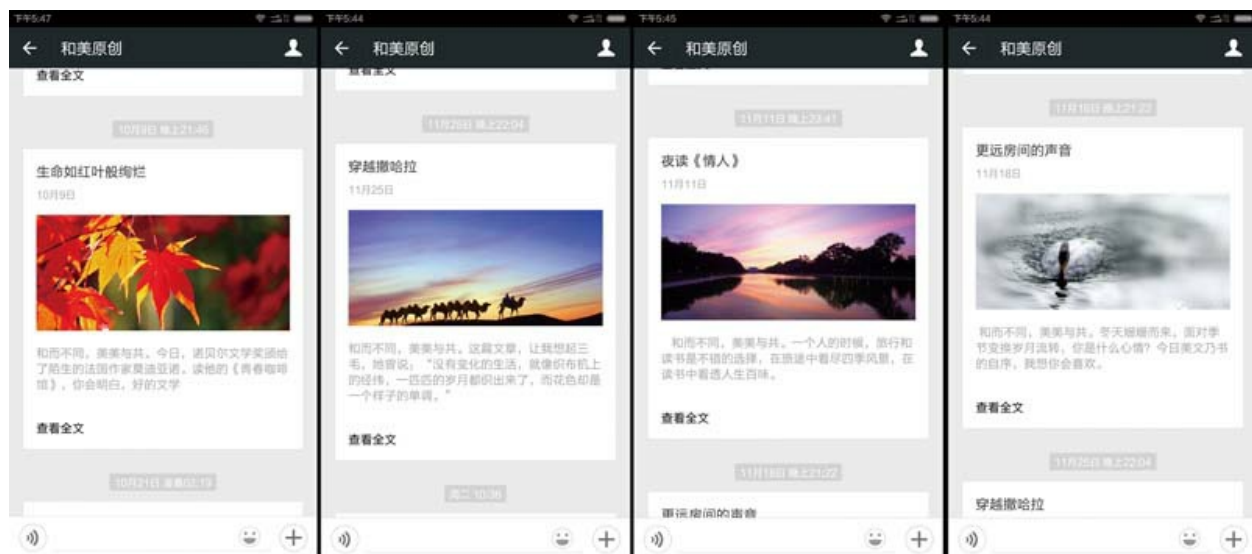 下午5:47
和美原创
查看全文
10月9日 晚上21:46
生命如红叶般绚烂
10月9日
和而不同，美美与共。今日，诺贝尔文学奖颁给
了陌生的法国作家莫迪亚诺，读他的《青春咖啡
馆》，你会明白，好的文学
查看全文
10月21日 凌晨03:19
下午5:44
和美原创
查看全文
11月25日 晚上22:04
穿越撒哈拉
11月25日
和而不同，美美与共。这篇文章，让我想起三
毛。她曾说，“没有变化的生活，就像织布机上
的经纬，一匹匹的岁月都织出来了，而花色却是
一个样子的单调。”
查看全文
周二 10:36
下午5:45
和美原创
11月11日 晚上23:41
夜读《情人》
11月11日
和而不同，美美与共。一个人的时候，旅行和
读书是不错的选择，在旅途中看尽四季风景，在
读书中看透人生百味。
查看全文
11月18日 晚上21:22
更远房间的声音
下午5:44
和美原创
11月18日 晚上21:22
更远房间的声音
11月18日
和而不同，美美与共。冬天姗姗而来。面对季
节变换岁月流转，你是什么心情？今日美文乃书
的自序，我想你会喜欢。
查看全文
11月25日 晚上22:04
穿越撒哈拉